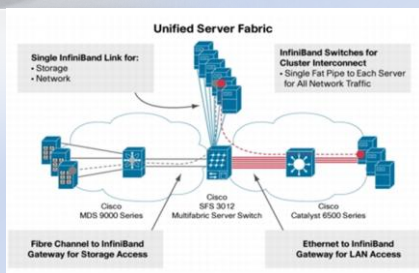 Unified Server Fabric
Single InfiniBand Link for:
• Storage
• Network
InfiniBand Switches for
Cluster Interconnect
• Single Fat Pipe to Each Server
for All Network Traffic
Cisco
MDS 9000 Series
Cisco
SFS 3012
Multifabric Server Switch
Cisco
Catalyst 6500 Series
Fibre Channel to InfiniBand
Gateway for Storage Access
Ethernet to InfiniBand
Gateway for LAN Access